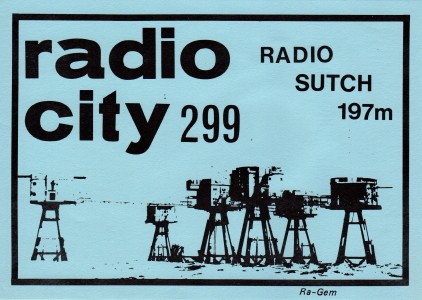 radio
city 299
RADIO
SUTCH
197m
Ra-Gem